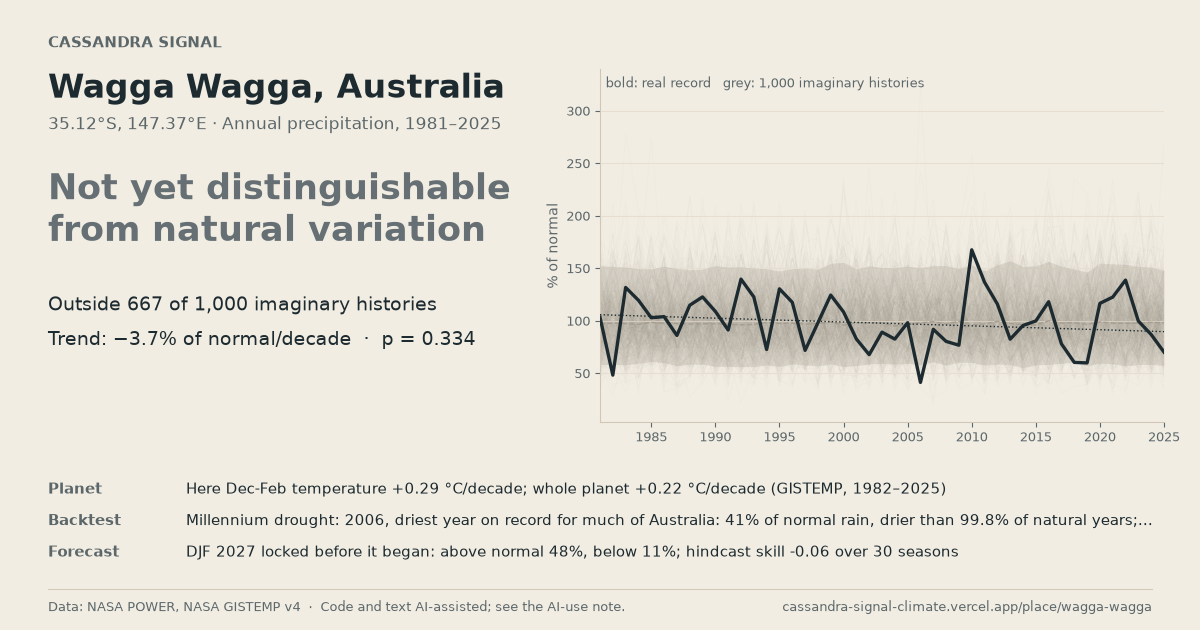 CASSANDRA SIGNAL
Wagga Wagga, Australia
35.12°S, 147.37°E · Annual precipitation, 1981–2025
Not yet distinguishable
from natural variation
Outside 667 of 1,000 imaginary histories
Trend: −3.7% of normal/decade · p = 0.334
bold: real record grey: 1,000 imaginary histories
% of normal
300
250
200
150
100
50
1985 1990 1995 2000 2005 2010 2015 2020 2025
Planet Here Dec-Feb temperature +0.29 °C/decade; whole planet +0.22 °C/decade (GISTEMP, 1982–2025)
Backtest Millennium drought: 2006, driest year on record for much of Australia: 41% of normal rain, drier than 99.8% of natural years;...
Forecast DJF 2027 locked before it began: above normal 48%, below 11%; hindcast skill -0.06 over 30 seasons
Data: NASA POWER, NASA GISTEMP v4 · Code and text AI-assisted; see the AI-use note. cassandra-signal-climate.vercel.app/place/wagga-wagga